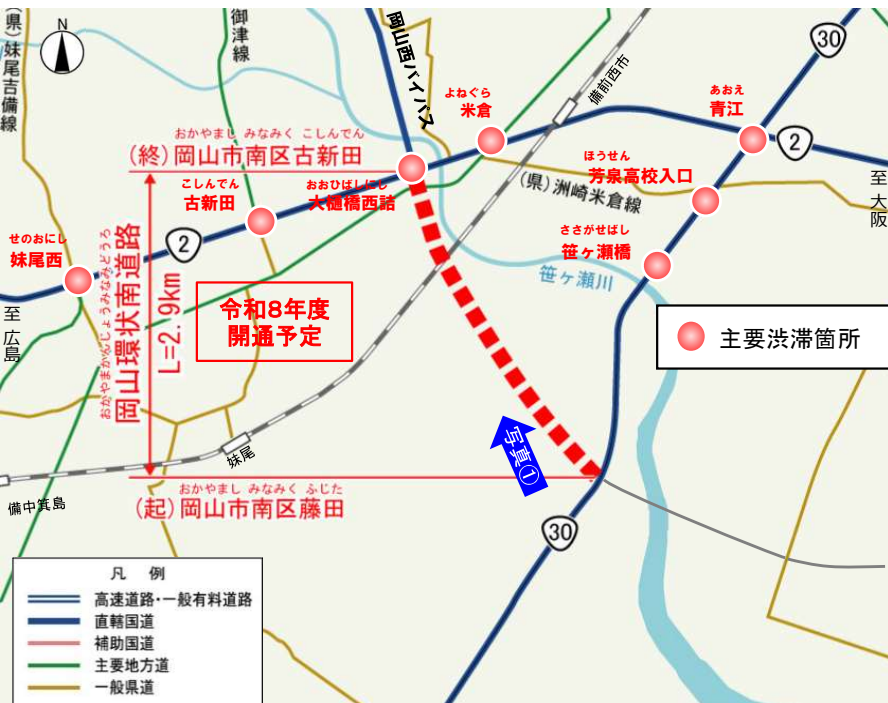 (県)妹尾吉備線
N
御津線
岡山西バイパス
よねぐら
米倉
備前西市
30
あおえ
青江
2
至大阪
おかやまし みなみく こしんでん
(終)岡山市南区古新田
こしんでん
古新田
おおひばしにし
大樋橋西詰
ほうせん
芳泉高校入口
(県)洲崎米倉線
ささがせばし
笹ヶ瀬橋
笹ヶ瀬川
せのおにし
妹尾西
2
至広島
おかやまかんじょうみなみどうろ
岡山環状南道路
L=2.9km
令和8年度
開通予定
主要渋滞箇所
写真①
妹尾
備中箕島
おかやまし みなみく ふじた
(起)岡山市南区藤田
30
凡 例
高速道路・一般有料道路
直轄国道
補助国道
主要地方道
一般県道